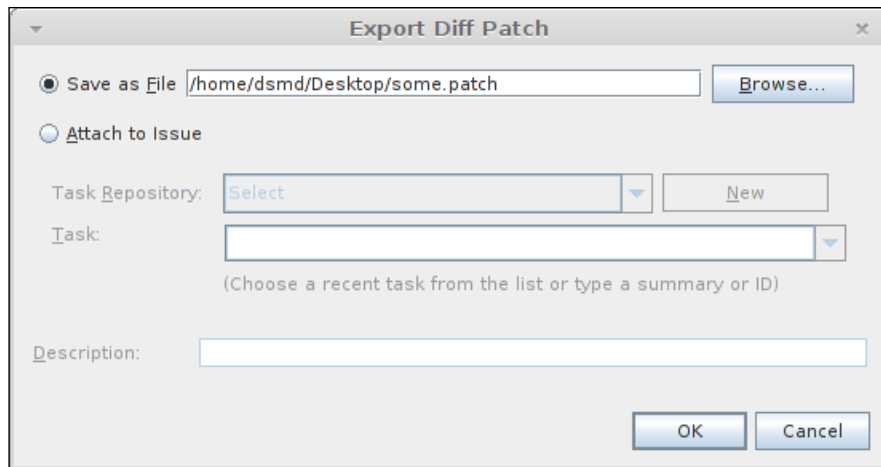 Export Diff Patch
Save as File /home/dsmd/Desktop/some.patch Browse...
Attach to Issue
Task Repository: Select New
Task:
(Choose a recent task from the list or type a summary or ID)
Description:
OK Cancel